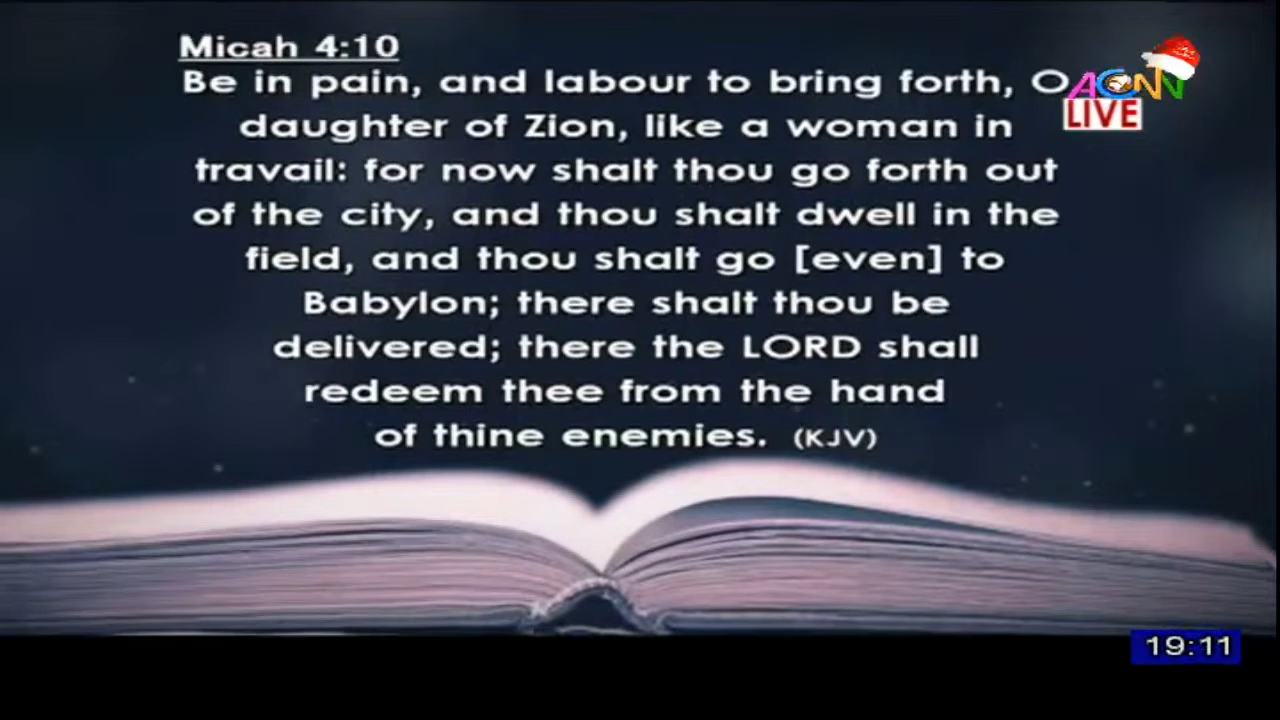 Micah 4:10
Be in pain, and labour to bring forth, O
daughter of Zion, like a woman in
travail: for now shalt thou go forth out
of the city, and thou shalt dwell in the
field, and thou shalt go [even] to
Babylon; there shalt thou be
delivered; there the LORD shall
redeem thee from the hand
of thine enemies. (KJV)
ACNN
LIVE
19:11